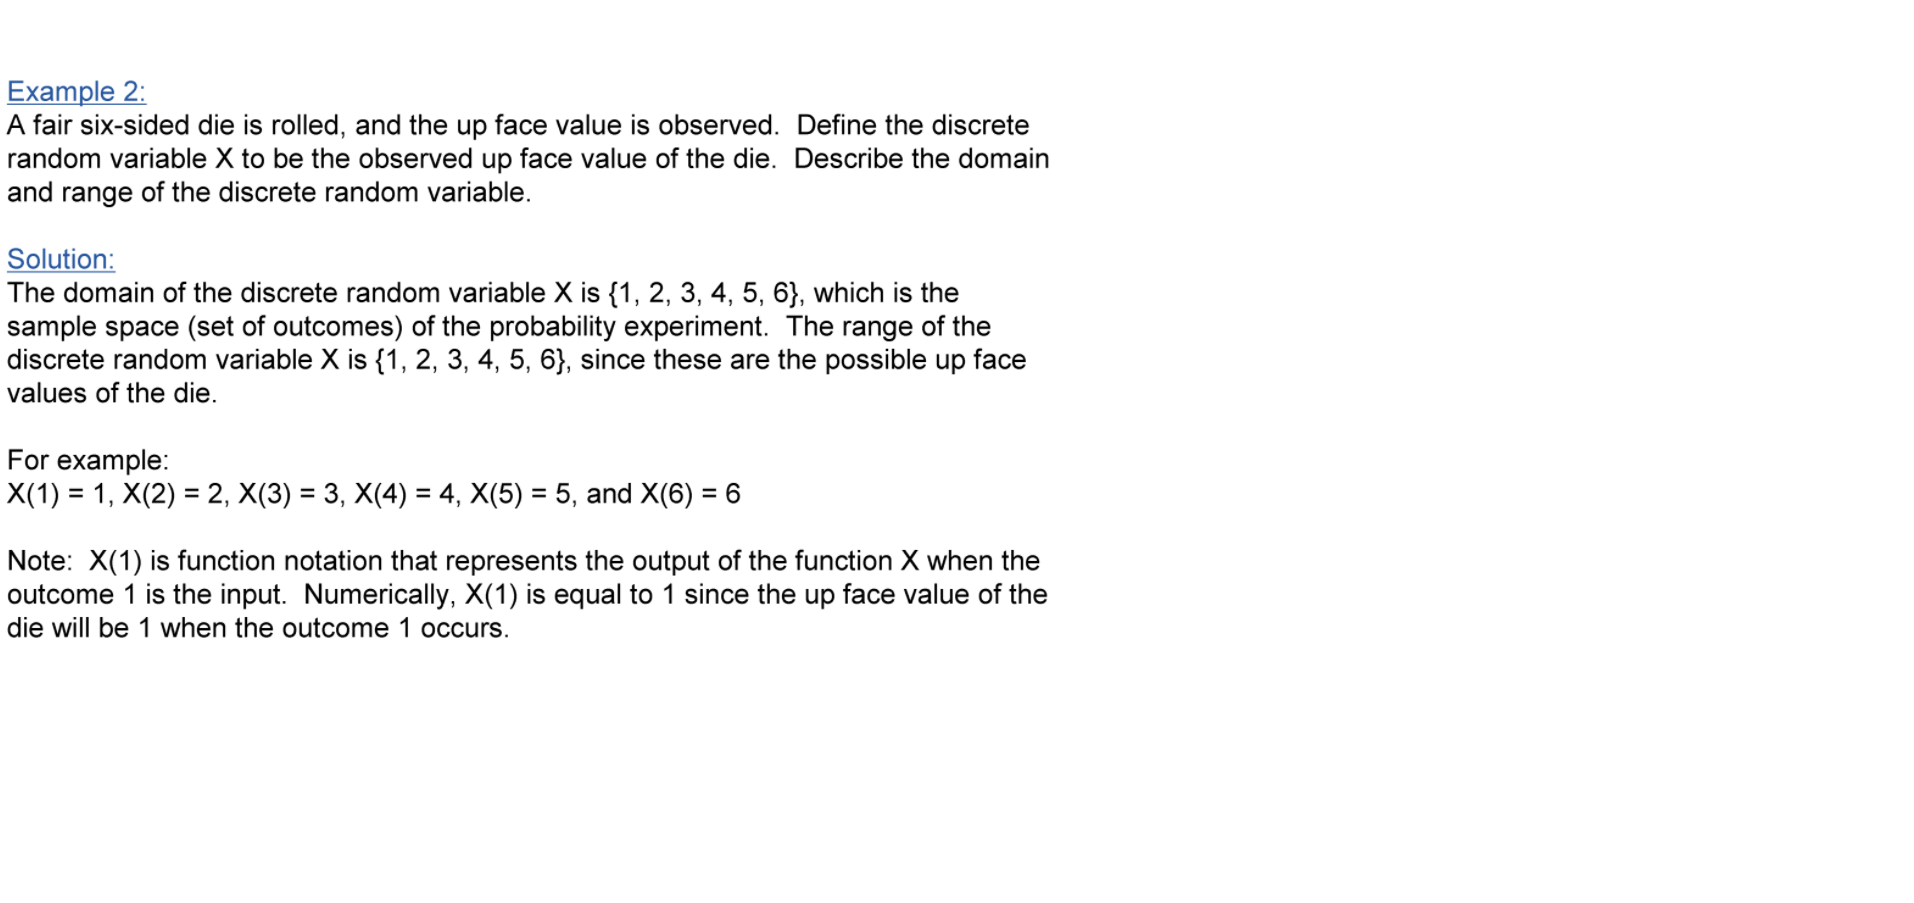 Example 2:
A fair six-sided die is rolled, and the up face value is observed.  Define the discrete
random variable X to be the observed up face value of the die.  Describe the domain
and range of the discrete random variable.
Solution:
The domain of the discrete random variable X is {1, 2, 3, 4, 5, 6}, which is the
sample space (set of outcomes) of the probability experiment.  The range of the
discrete random variable X is {1, 2, 3, 4, 5, 6}, since these are the possible up face
values of the die.
For example:
X(1) = 1, X(2) = 2, X(3) = 3, X(4) = 4, X(5) = 5, and X(6) = 6
Note:  X(1) is function notation that represents the output of the function X when the
outcome 1 is the input.  Numerically, X(1) is equal to 1 since the up face value of the
die will be 1 when the outcome 1 occurs.